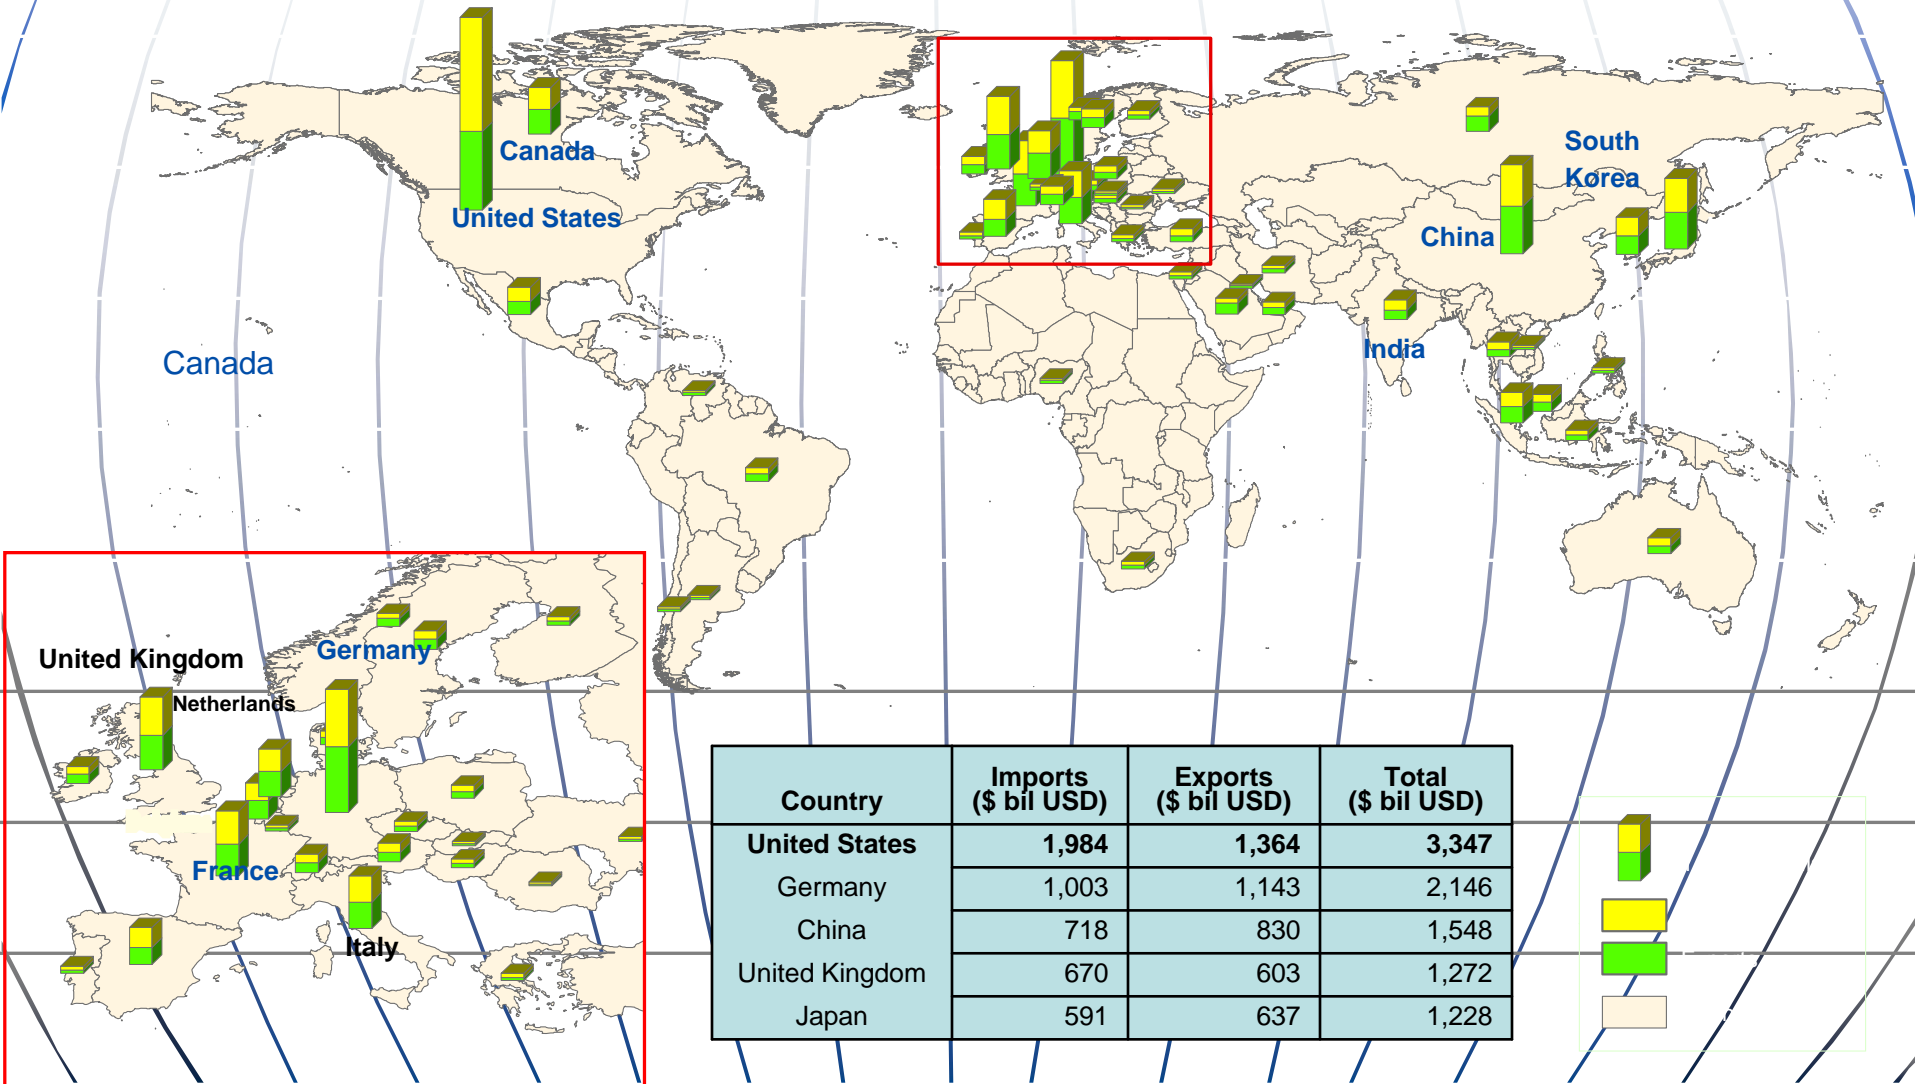 Canada
United States
South
Korea
China
India
Canada
United Kingdom
Germany
Netherlands
France
Italy
Country Imports ($ bil USD) Exports ($ bil USD) Total ($ bil USD)
United States 1,984 1,364 3,347
Germany 1,003 1,143 2,146
China 718 830 1,548
United Kingdom 670 603 1,272
Japan 591 637 1,228